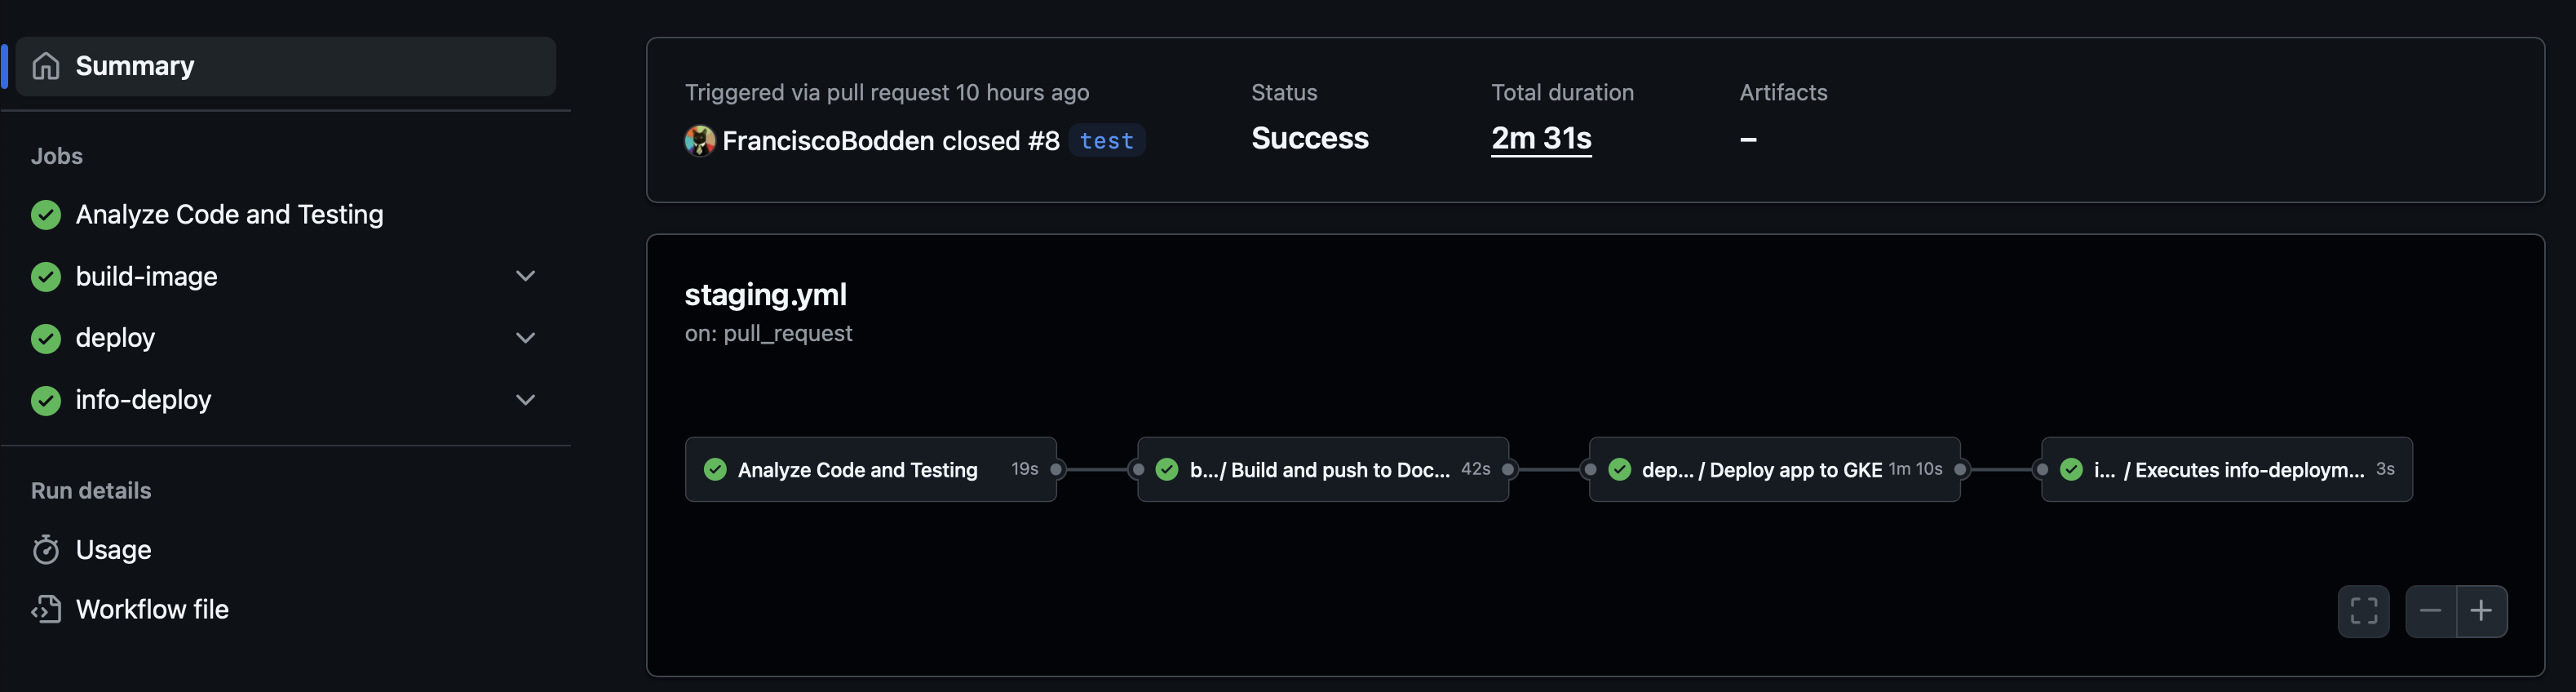 Summary
Jobs
Analyze Code and Testing
build-image
deploy
info-deploy
Run details
Usage
Workflow file
Triggered via pull request 10 hours ago
FranciscoBodden closed #8 test
Status
Success
Total duration
2m 31s
Artifacts
–
staging.yml
on: pull_request
Analyze Code and Testing 19s
b.../ Build and push to Doc... 42s
dep... / Deploy app to GKE 1m 10s
i... / Executes info-deploym... 3s